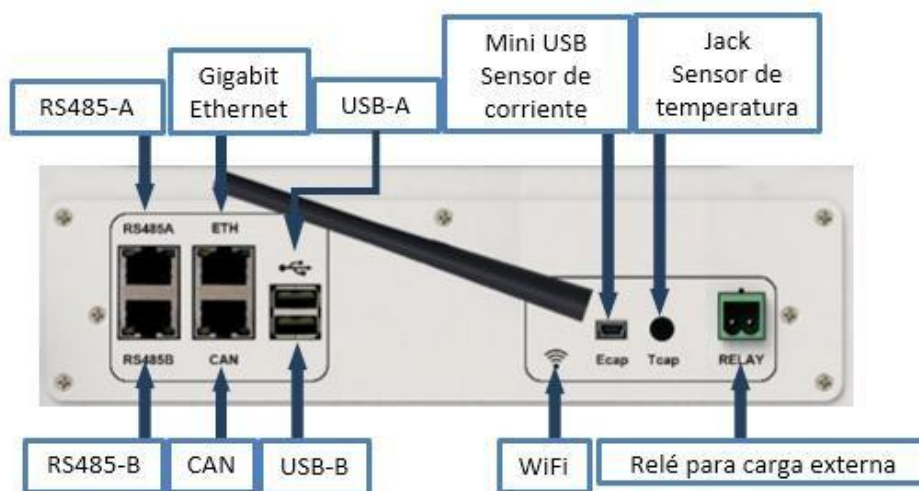 Mini USB
Sensor de
corriente
Jack
Sensor de
temperatura
Gigabit
Ethernet
RS485-A
USB-A
RS485A
ETH
RS485B
CAN
Ecap
Tcap
RELAY
RS485-B
CAN
USB-B
WiFi
Relé para carga externa